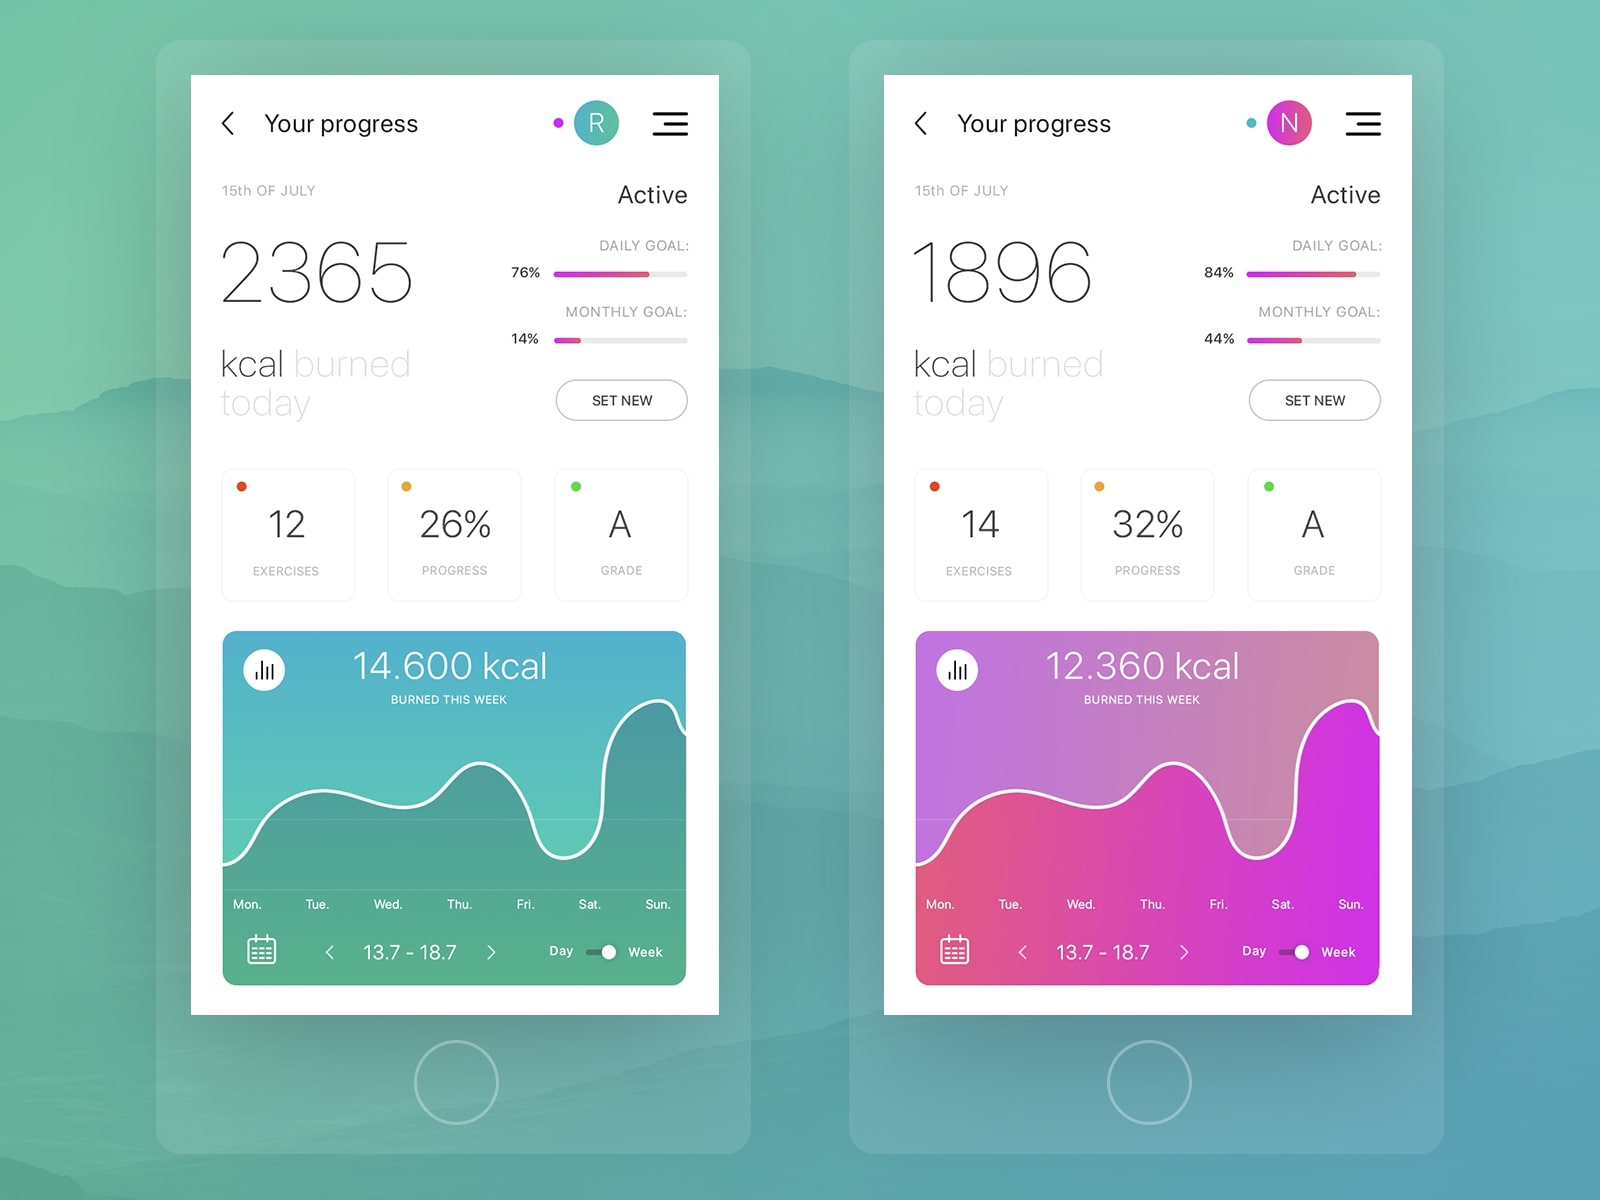 Your progress
R
15th OF JULY
Active
2365
DAILY GOAL:
76%
MONTHLY GOAL:
14%
kcal burned
today
SET NEW
12
EXERCISES
26%
PROGRESS
A
GRADE
14.600 kcal
BURNED THIS WEEK
Mon. Tue. Wed. Thu. Fri. Sat. Sun.
13.7 - 18.7
Day Week
Your progress
N
15th OF JULY
Active
1896
DAILY GOAL:
84%
MONTHLY GOAL:
44%
kcal burned
today
SET NEW
14
EXERCISES
32%
PROGRESS
A
GRADE
12.360 kcal
BURNED THIS WEEK
Mon. Tue. Wed. Thu. Fri. Sat. Sun.
13.7 - 18.7
Day Week